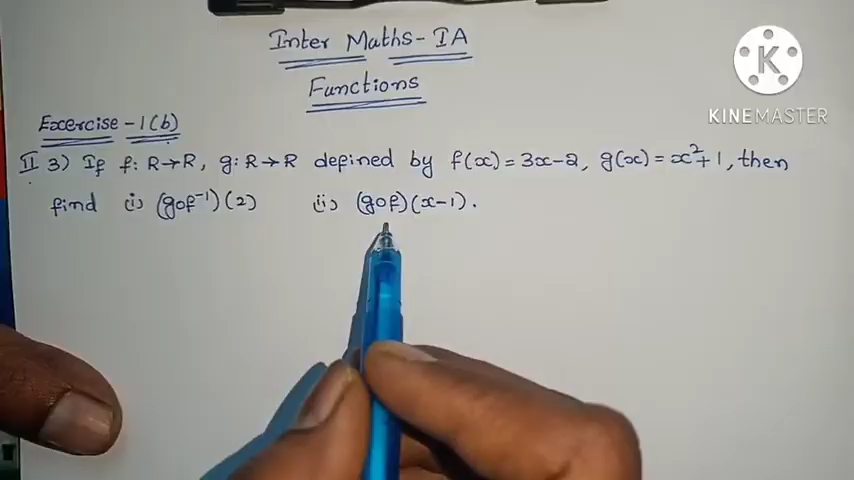 Inter Maths - IA
Functions
K
KINEMASTER
Exercise - 1(b)
II 3) If f: R→R, g: R→R defined by f(x) = 3x-2, g(x) = x²+1, then
find (i) (gof⁻¹)(2) (ii) (gof)(x-1).